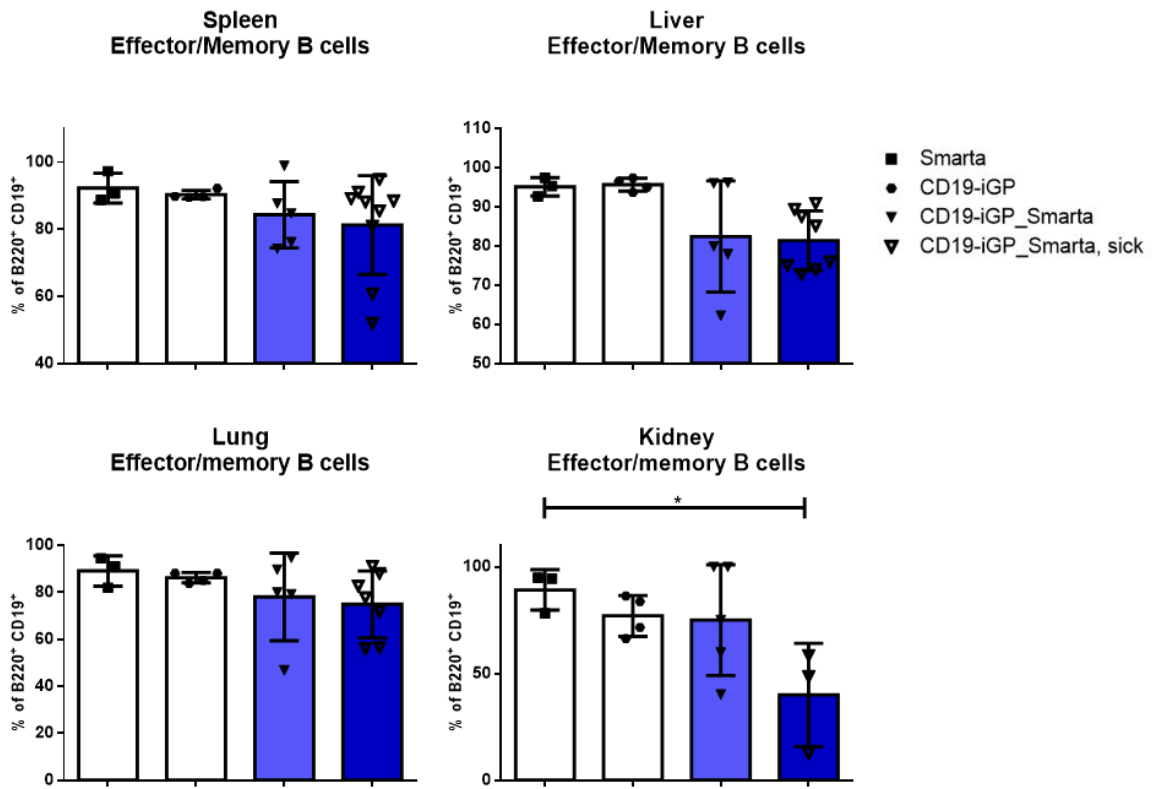 Spleen
Effector/Memory B cells
% of B220⁺ CD19⁺
100
80
60
40
Liver
Effector/Memory B cells
% of B220⁺ CD19⁺
110
100
90
80
70
60
50
Smarta
CD19-iGP
CD19-iGP_Smarta
CD19-iGP_Smarta, sick
Lung
Effector/memory B cells
% of B220⁺ CD19⁺
100
80
60
40
20
0
Kidney
Effector/memory B cells
*
% of B220⁺ CD19⁺
100
50
0